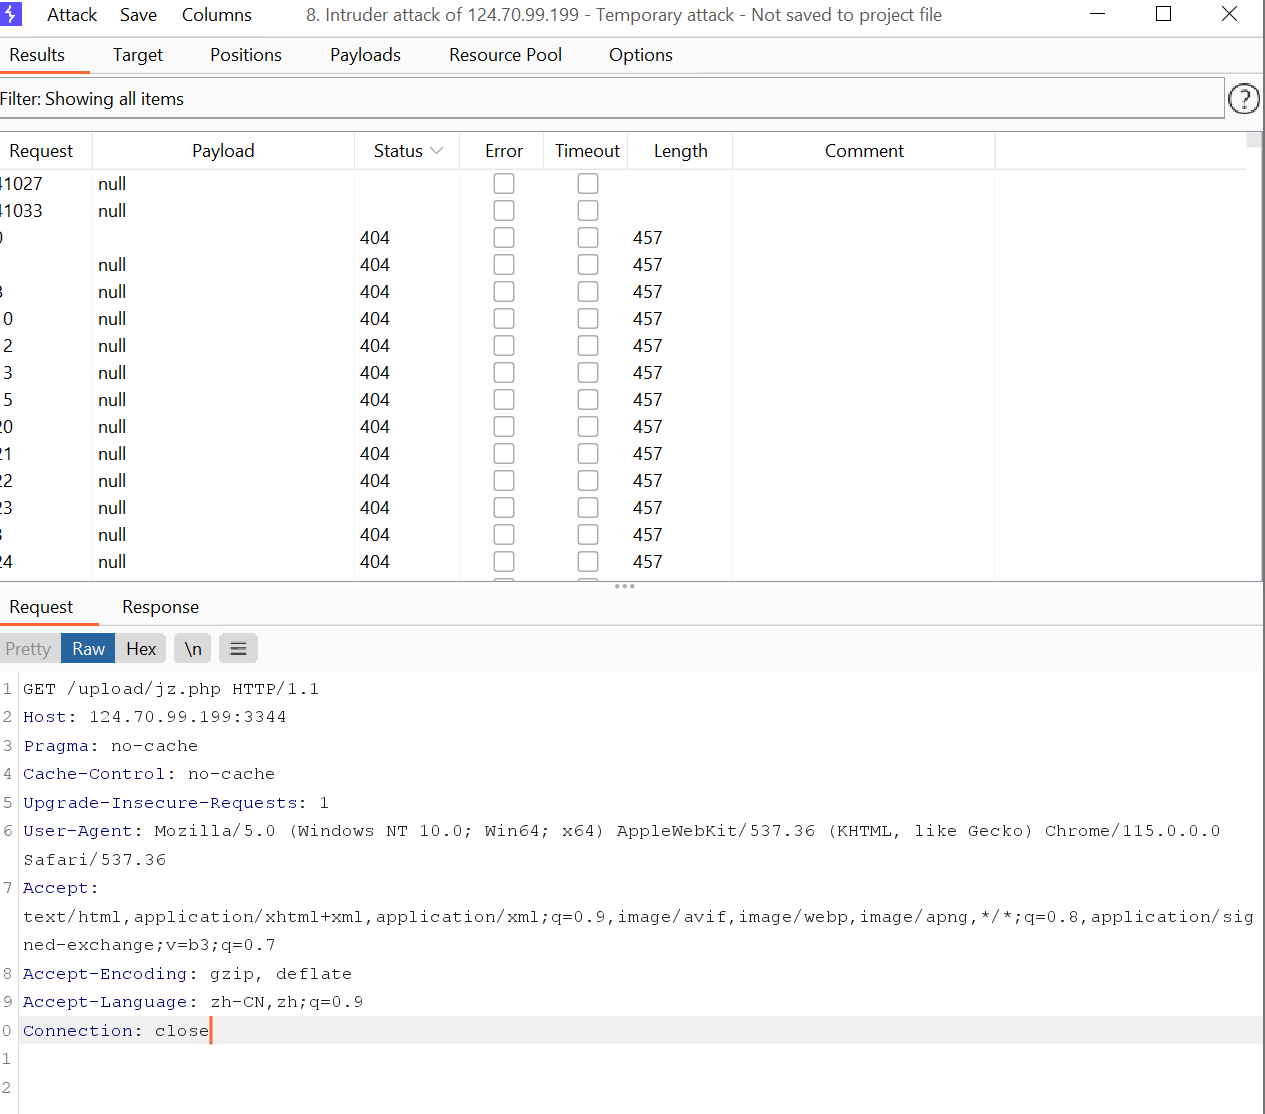 Attack Save Columns 8. Intruder attack of 124.70.99.199 - Temporary attack - Not saved to project file
Results Target Positions Payloads Resource Pool Options
Filter: Showing all items
Request Payload Status Error Timeout Length Comment
41027 null
41033 null
0 404 457
null 404 457
8 null 404 457
10 null 404 457
12 null 404 457
13 null 404 457
15 null 404 457
20 null 404 457
21 null 404 457
22 null 404 457
23 null 404 457
3 null 404 457
24 null 404 457
Request Response
Pretty Raw Hex \n
1 GET /upload/jz.php HTTP/1.1
2 Host: 124.70.99.199:3344
3 Pragma: no-cache
4 Cache-Control: no-cache
5 Upgrade-Insecure-Requests: 1
6 User-Agent: Mozilla/5.0 (Windows NT 10.0; Win64; x64) AppleWebKit/537.36 (KHTML, like Gecko) Chrome/115.0.0.0
Safari/537.36
7 Accept:
text/html,application/xhtml+xml,application/xml;q=0.9,image/avif,image/webp,image/apng,*/*;q=0.8,application/sig
ned-exchange;v=b3;q=0.7
8 Accept-Encoding: gzip, deflate
9 Accept-Language: zh-CN,zh;q=0.9
0 Connection: close
1
2